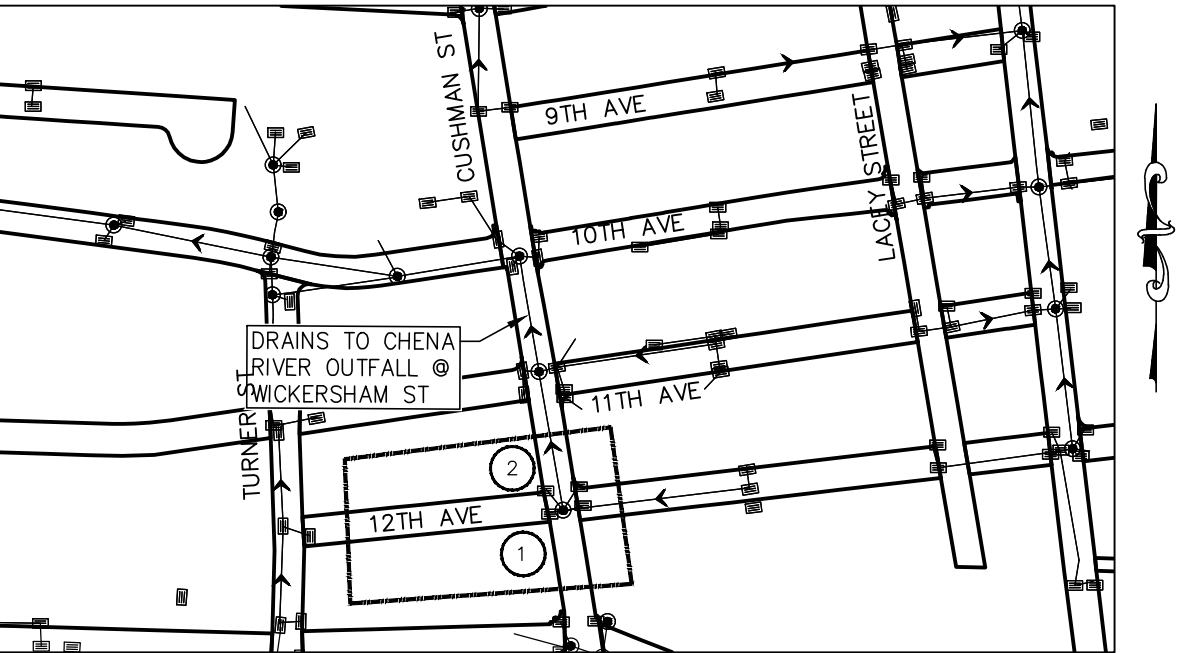 CUSHMAN ST
9TH AVE
LACEY STREET
10TH AVE
DRAINS TO CHENA
RIVER OUTFALL @
WICKERSHAM ST
11TH AVE
TURNER ST
2
12TH AVE
1